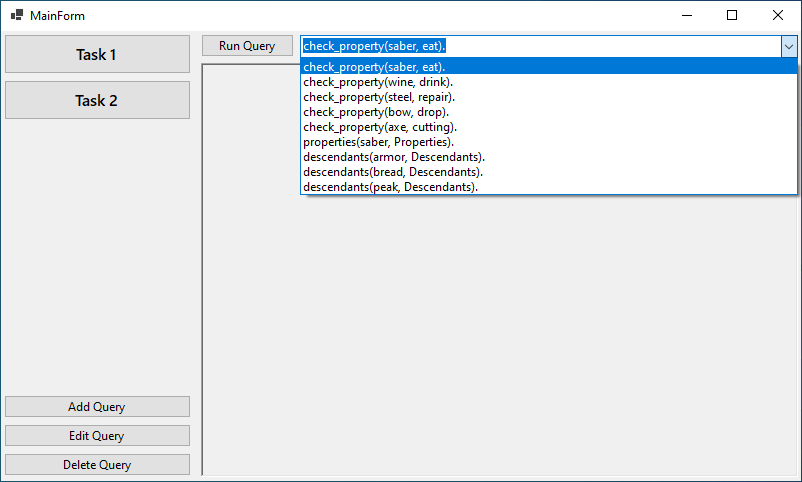 MainForm
Task 1
Task 2
Run Query
check_property(saber, eat).
check_property(saber, eat).
check_property(wine, drink).
check_property(steel, repair).
check_property(bow, drop).
check_property(axe, cutting).
properties(saber, Properties).
descendants(armor, Descendants).
descendants(bread, Descendants).
descendants(peak, Descendants).
Add Query
Edit Query
Delete Query